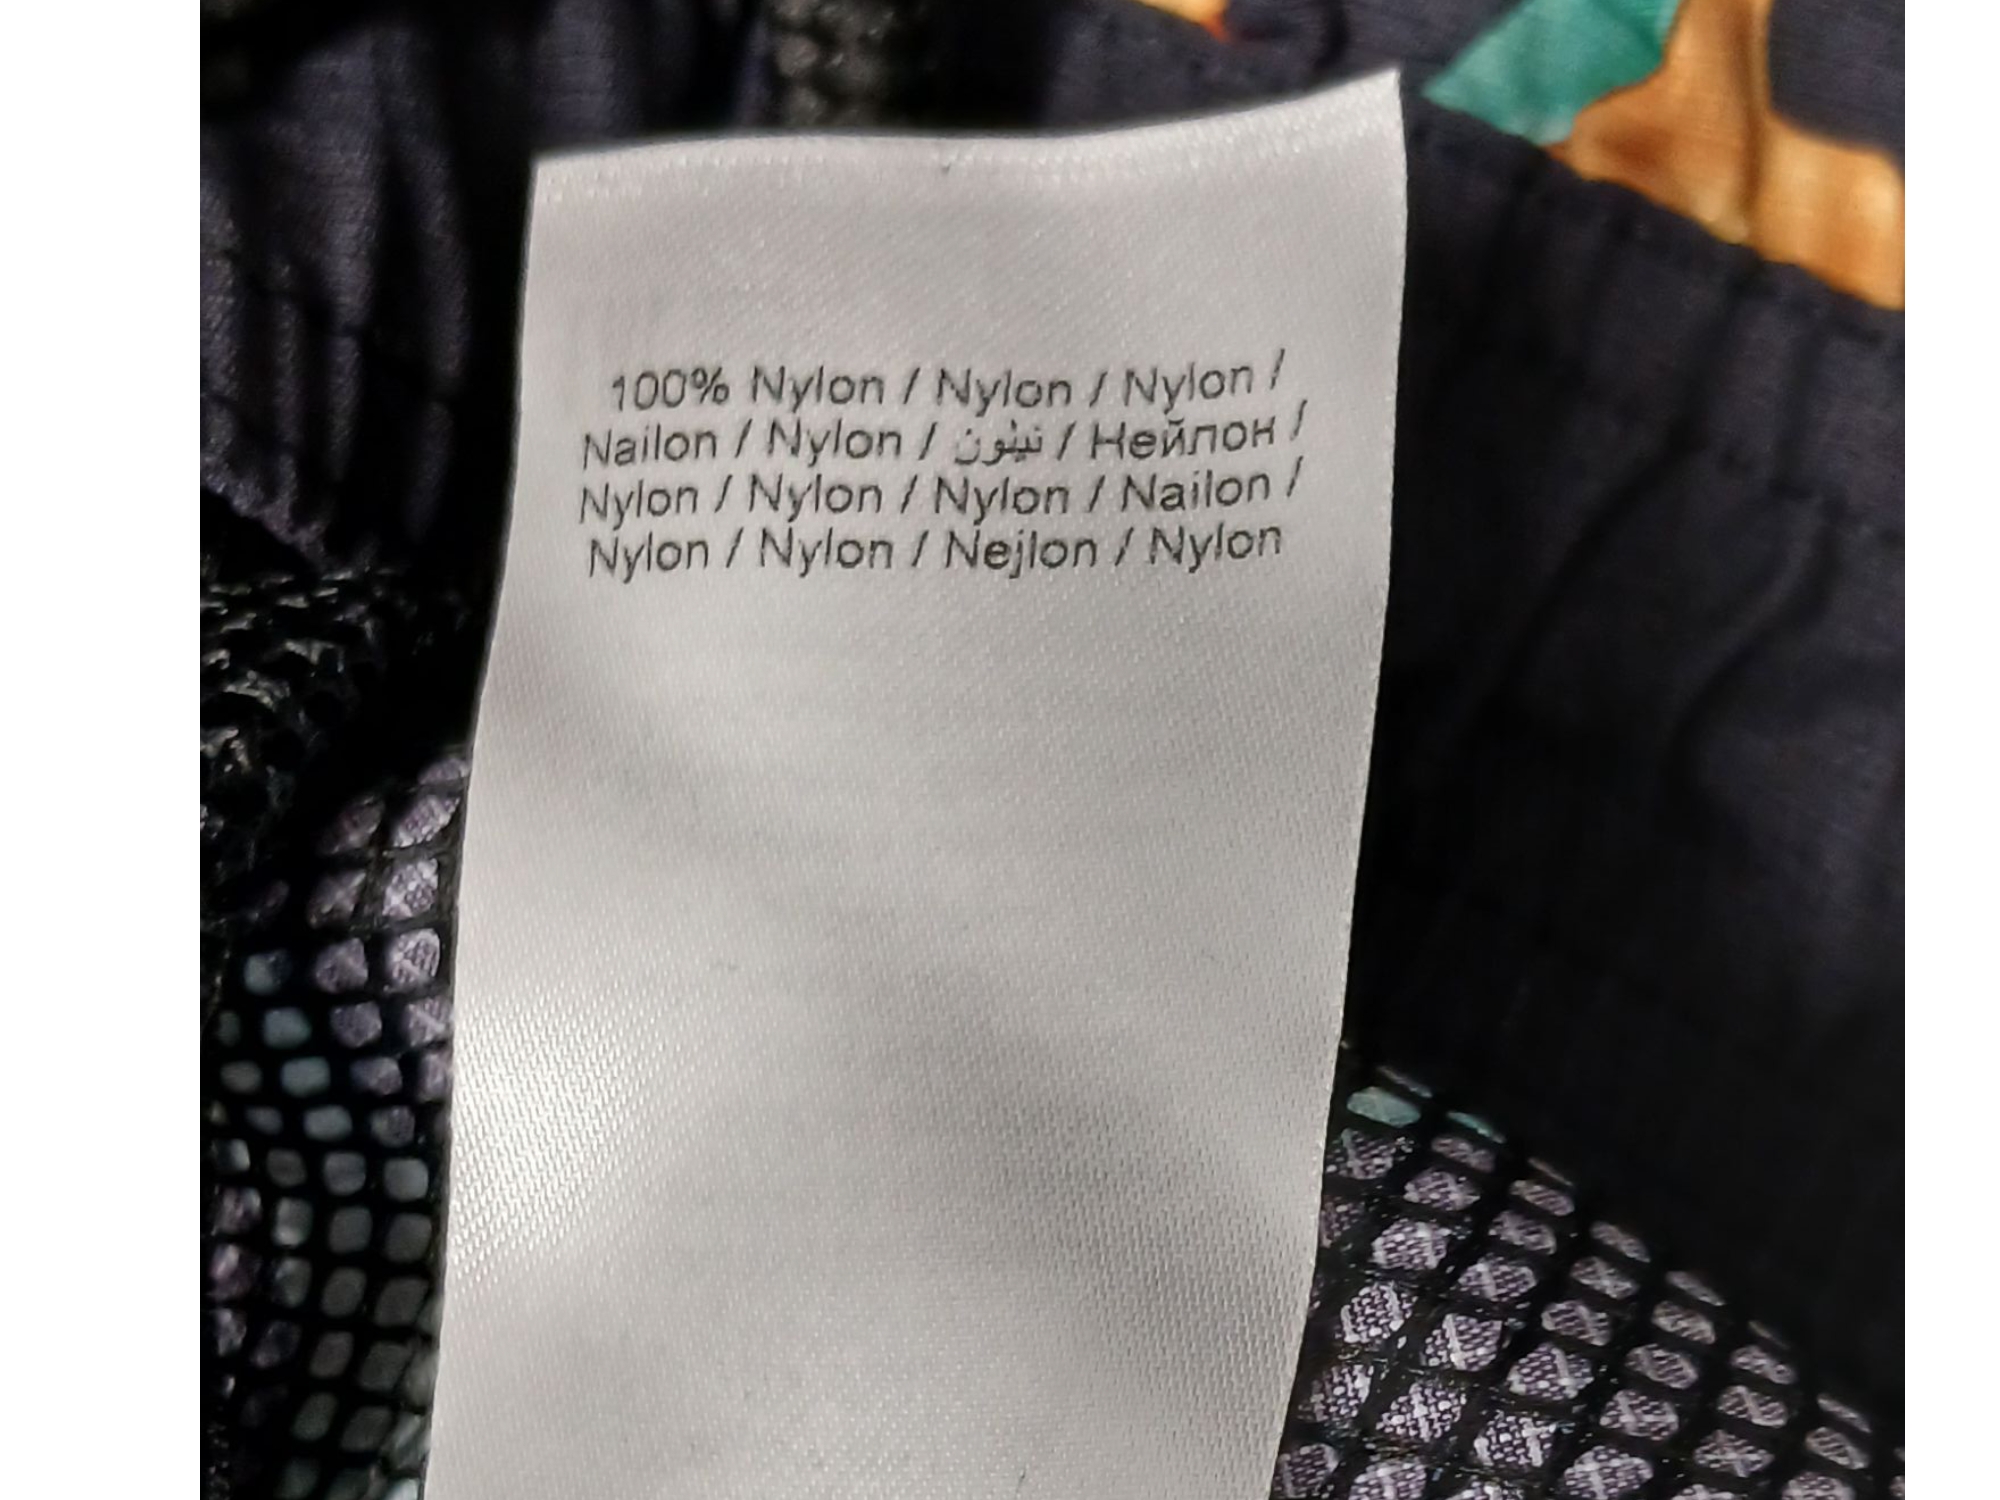 100% Nylon / Nylon / Nylon /
Nailon / Nylon / نيلون / Нейлон /
Nylon / Nylon / Nylon / Nailon /
Nylon / Nylon / Nejlon / Nylon